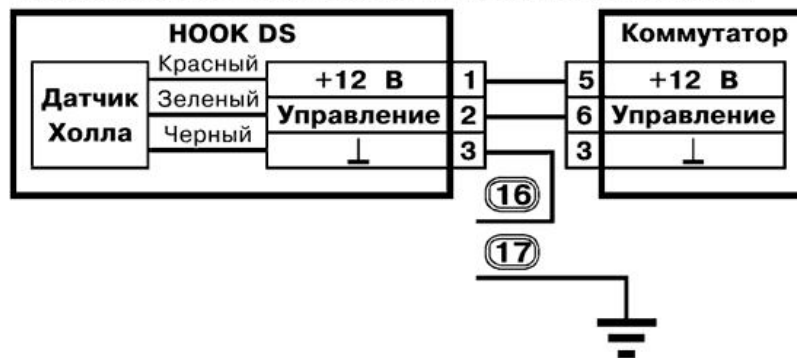 HOOK DS
Коммутатор
Датчик
Холла
Красный
Зеленый
Черный
+12 В 1
Управление 2
⊥ 3
5 +12 В
6 Управление
3 ⊥
16
17